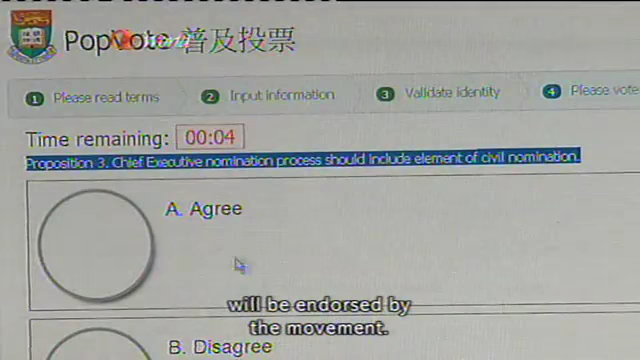 PopVote 普及投票
1 Please read terms 2 Input Information 3 Validate identity 4 Please vote
Time remaining: 00:04
Proposition 3. Chief Executive nomination process should include element of civil nomination.
A. Agree
will be endorsed by
the movement.
B. Disagree